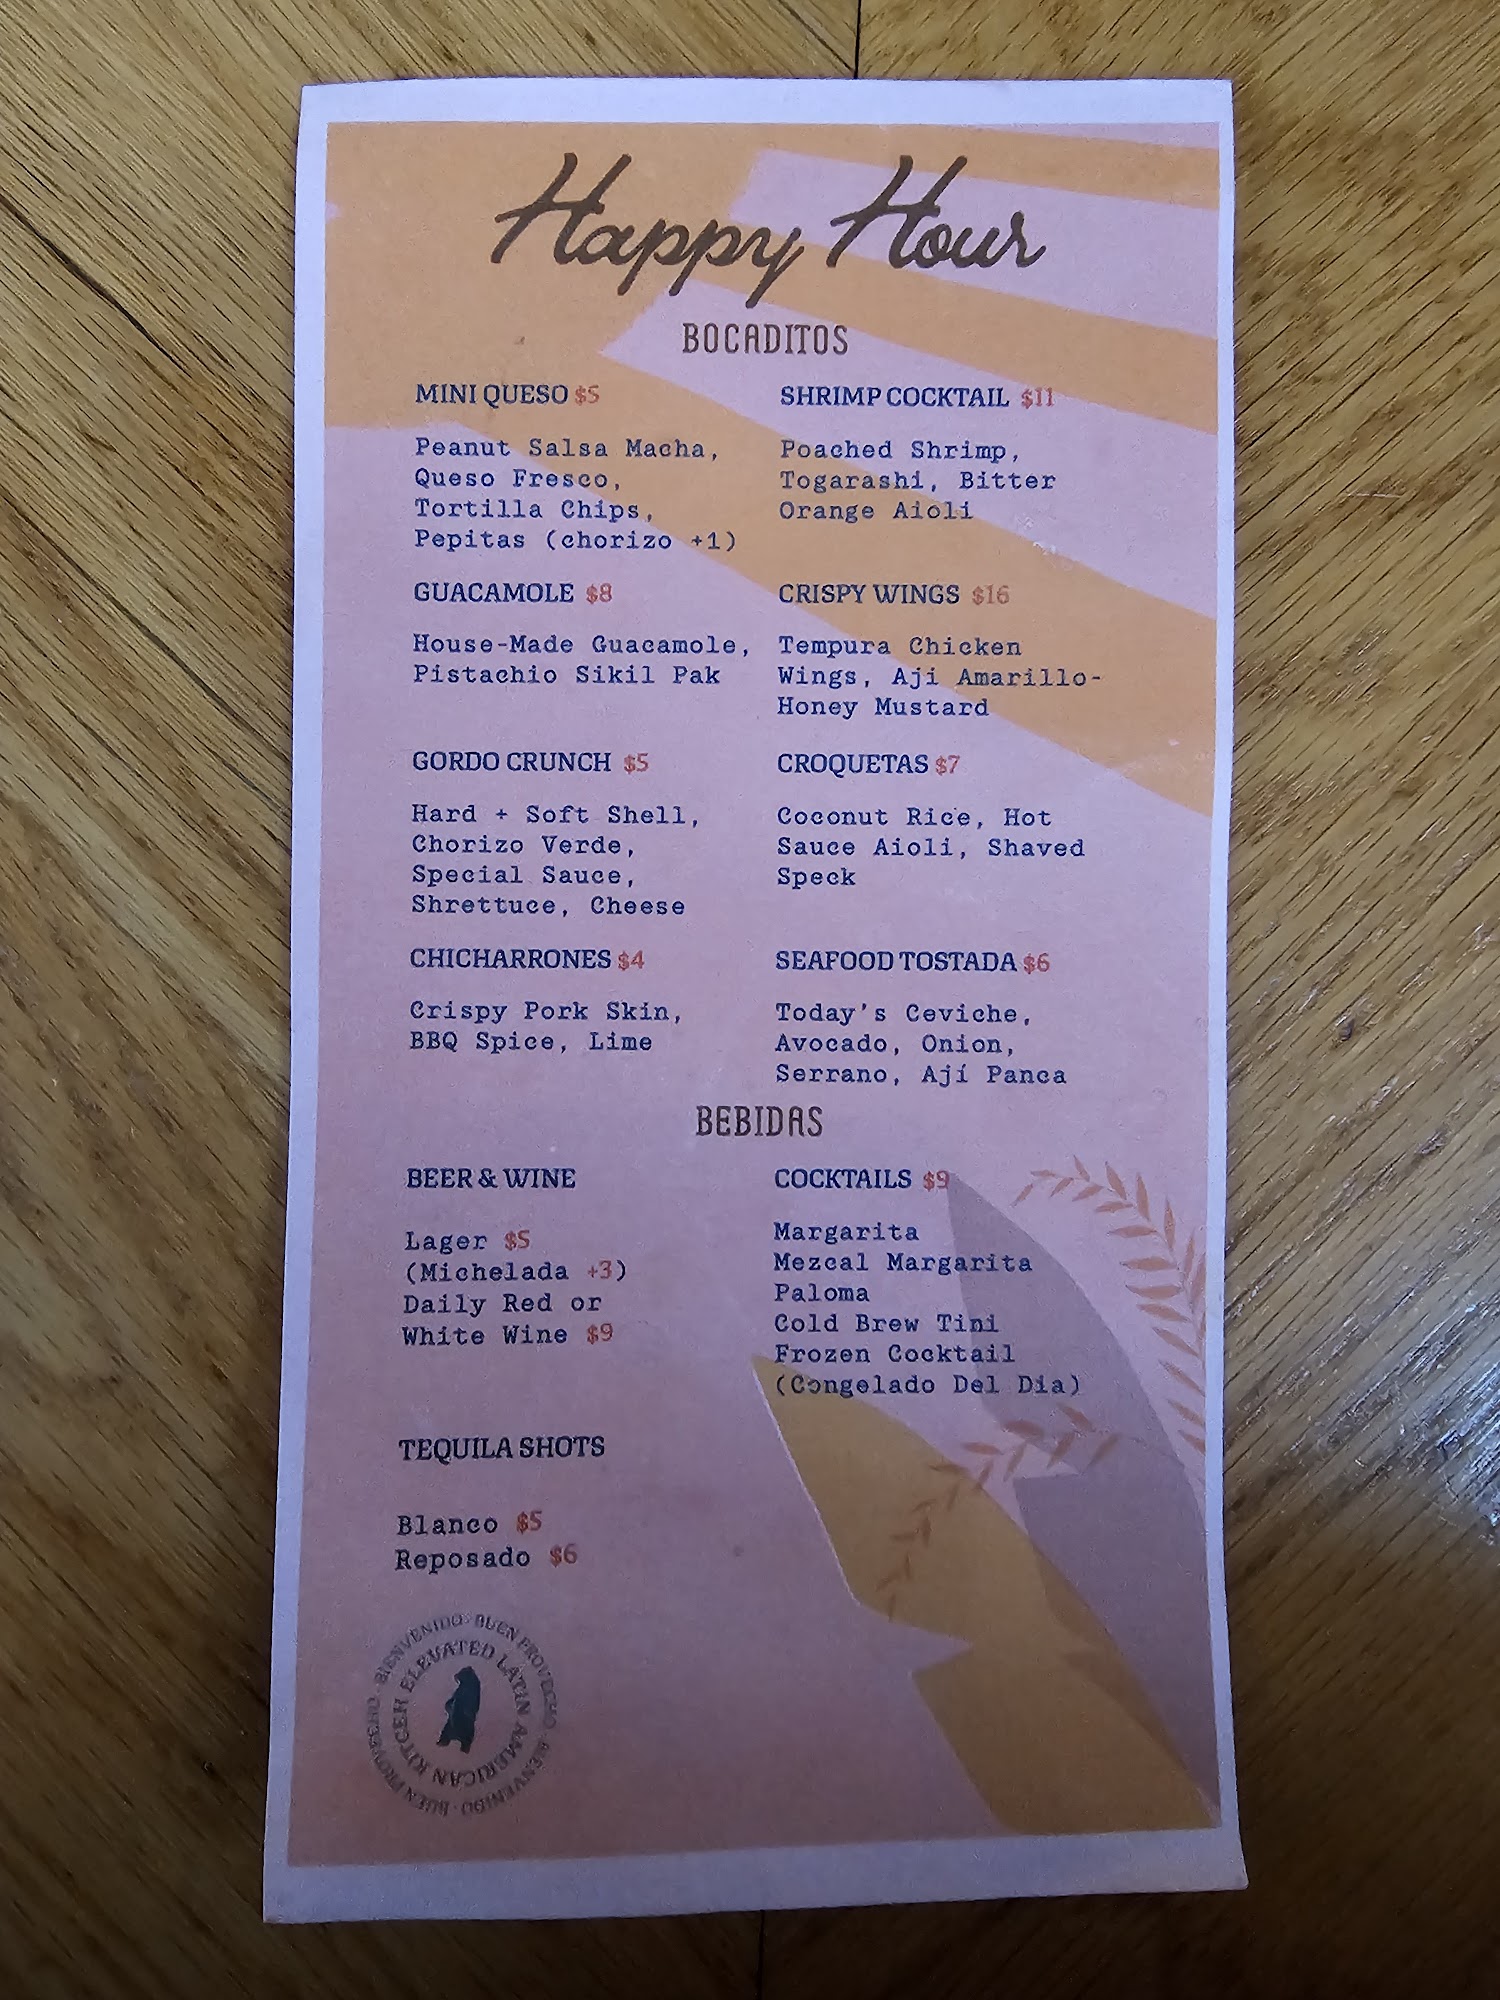 Happy Hour
BOCADITOS
MINI QUESO $5
Peanut Salsa Macha,
Queso Fresco,
Tortilla Chips,
Pepitas (chorizo +1)
SHRIMP COCKTAIL $11
Poached Shrimp,
Togarashi, Bitter
Orange Aioli
GUACAMOLE $8
House-Made Guacamole,
Pistachio Sikil Pak
CRISPY WINGS $16
Tempura Chicken
Wings, Aji Amarillo-
Honey Mustard
GORDO CRUNCH $5
Hard + Soft Shell,
Chorizo Verde,
Special Sauce,
Shrettuce, Cheese
CROQUETAS $7
Coconut Rice, Hot
Sauce Aioli, Shaved
Speck
CHICHARRONES $4
Crispy Pork Skin,
BBQ Spice, Lime
SEAFOOD TOSTADA $6
Today's Ceviche,
Avocado, Onion,
Serrano, Ají Panca
BEBIDAS
BEER & WINE
Lager $5
(Michelada +3)
Daily Red or
White Wine $9
COCKTAILS $9
Margarita
Mezcal Margarita
Paloma
Cold Brew Tini
Frozen Cocktail
(Congelado Del Dia)
TEQUILA SHOTS
Blanco $5
Reposado $6
BIENVENIDO · BUEN PROVECHO · BIENVENIDO · BUEN PROVECHO ·
ELEVATED LATIN AMERICAN KITCEH